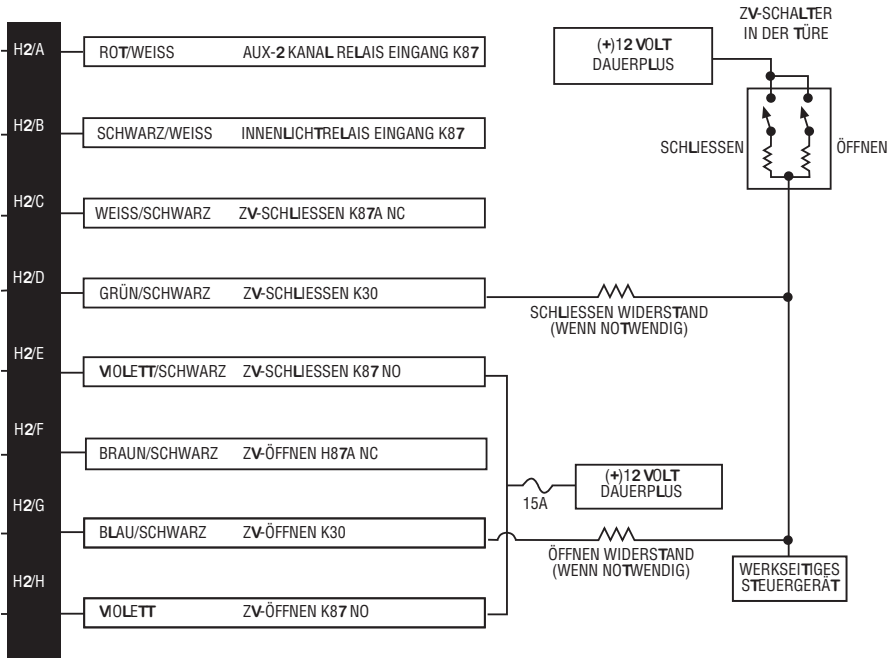 H2/A
ROT/WEISS AUX-2 KANAL RELAIS EINGANG K87
H2/B
SCHWARZ/WEISS INNENLICHTRELAIS EINGANG K87
H2/C
WEISS/SCHWARZ ZV-SCHLIESSEN K87A NC
H2/D
GRÜN/SCHWARZ ZV-SCHLIESSEN K30
H2/E
VIOLETT/SCHWARZ ZV-SCHLIESSEN K87 NO
H2/F
BRAUN/SCHWARZ ZV-ÖFFNEN H87A NC
H2/G
BLAU/SCHWARZ ZV-ÖFFNEN K30
H2/H
VIOLETT ZV-ÖFFNEN K87 NO
(+)12 VOLT
DAUERPLUS
ZV-SCHALTER
IN DER TÜRE
SCHLIESSEN
ÖFFNEN
SCHLIESSEN WIDERSTAND
(WENN NOTWENDIG)
15A
(+)12 VOLT
DAUERPLUS
ÖFFNEN WIDERSTAND
(WENN NOTWENDIG)
WERKSEITIGES
STEUERGERÄT